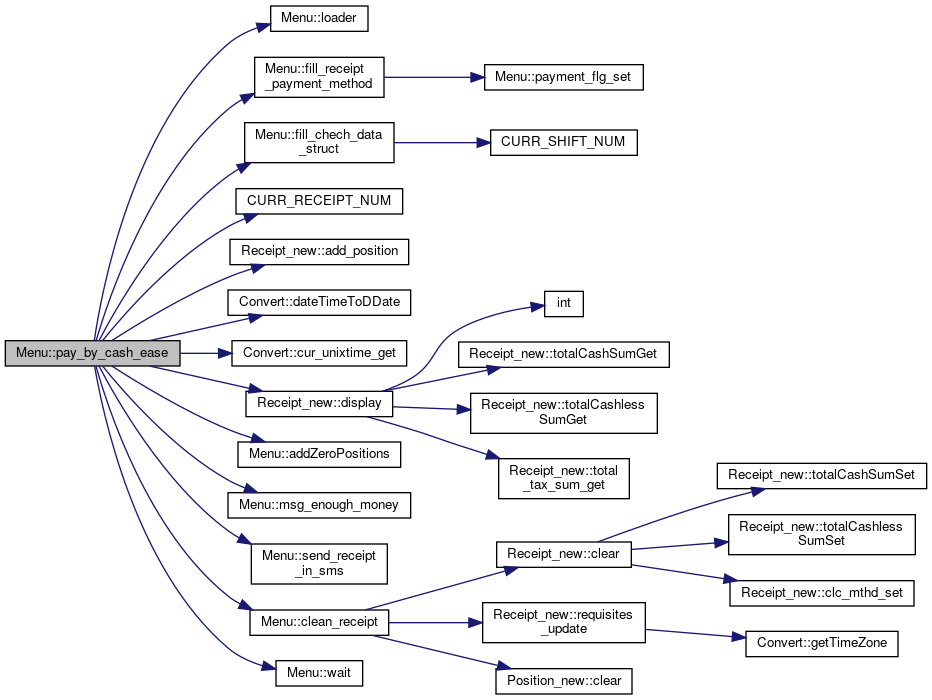 Menu::loader
Menu::fill_receipt
_payment_method
Menu::payment_flg_set
Menu::fill_chech_data
_struct
CURR_SHIFT_NUM
CURR_RECEIPT_NUM
Receipt_new::add_position
Convert::dateTimeToDDate
int
Menu::pay_by_cash_ease
Convert::cur_unixtime_get
Receipt_new::totalCashSumGet
Receipt_new::display
Receipt_new::totalCashless
SumGet
Menu::addZeroPositions
Receipt_new::total
_tax_sum_get
Receipt_new::totalCashSumSet
Menu::msg_enough_money
Receipt_new::totalCashless
SumSet
Menu::send_receipt
_in_sms
Receipt_new::clear
Receipt_new::clc_mthd_set
Menu::clean_receipt
Receipt_new::requisites
_update
Convert::getTimeZone
Menu::wait
Position_new::clear